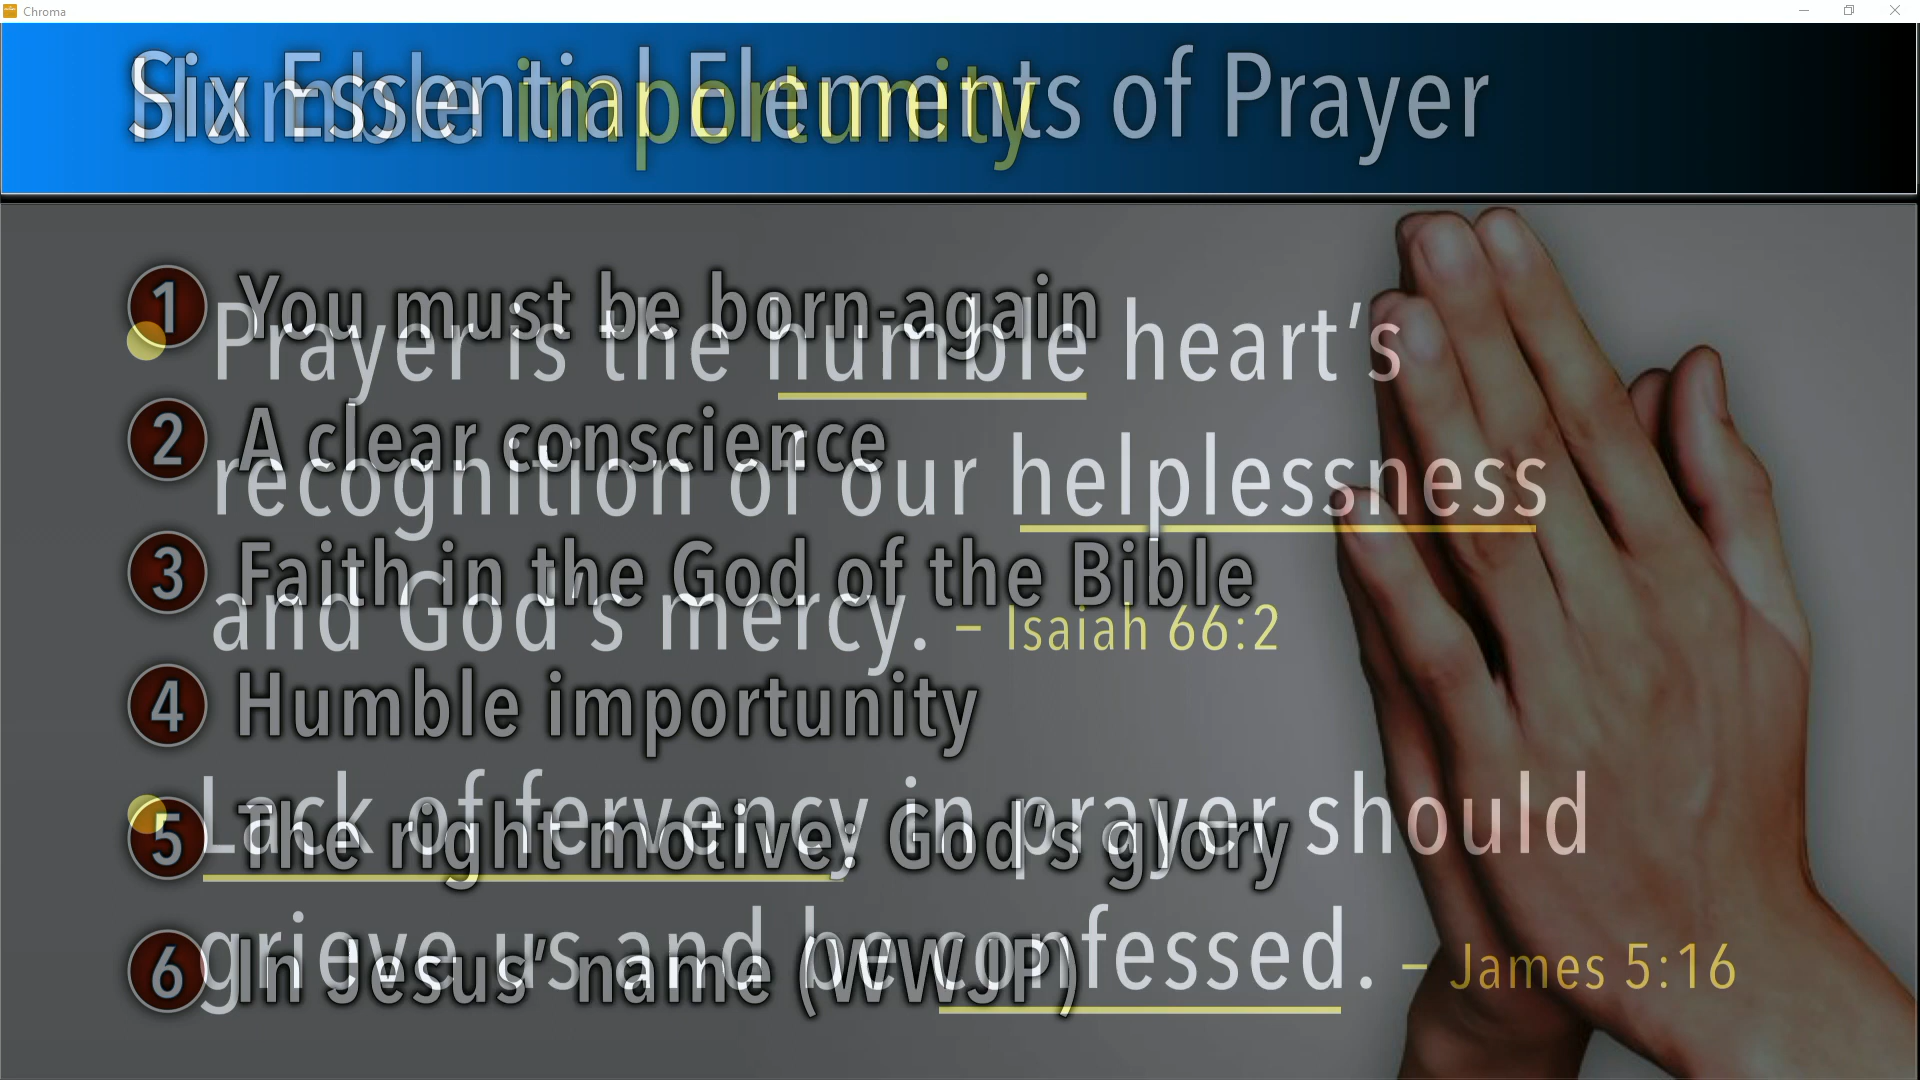 Chroma
Six Essential Elements of Prayer
Humble importunity
1 You must be born-again
2 A clear conscience
3 Faith in the God of the Bible
4 Humble importunity
5 The right motive: God's glory
6 In Jesus' name (WWJP)
Prayer is the humble heart's
recognition of our helplessness
and God's mercy. – Isaiah 66:2
Lack of fervency in prayer should
grieve us and be confessed. – James 5:16